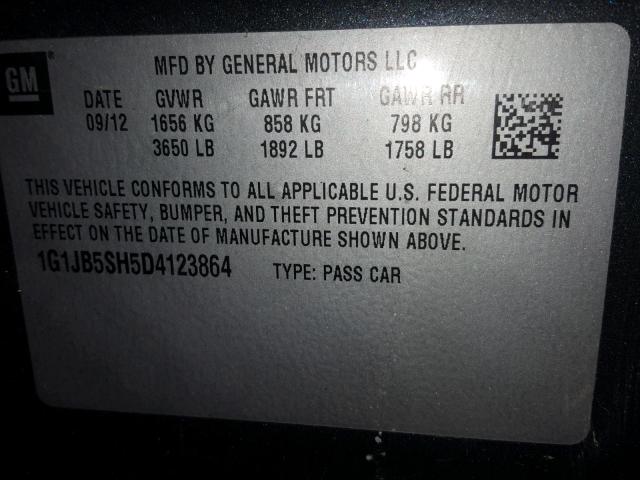 GM ®
MFD BY GENERAL MOTORS LLC
DATE GVWR GAWR FRT GAWR RR
09/12 1656 KG 858 KG 798 KG
3650 LB 1892 LB 1758 LB
THIS VEHICLE CONFORMS TO ALL APPLICABLE U.S. FEDERAL MOTOR
VEHICLE SAFETY, BUMPER, AND THEFT PREVENTION STANDARDS IN
EFFECT ON THE DATE OF MANUFACTURE SHOWN ABOVE.
1G1JB5SH5D4123864 TYPE: PASS CAR